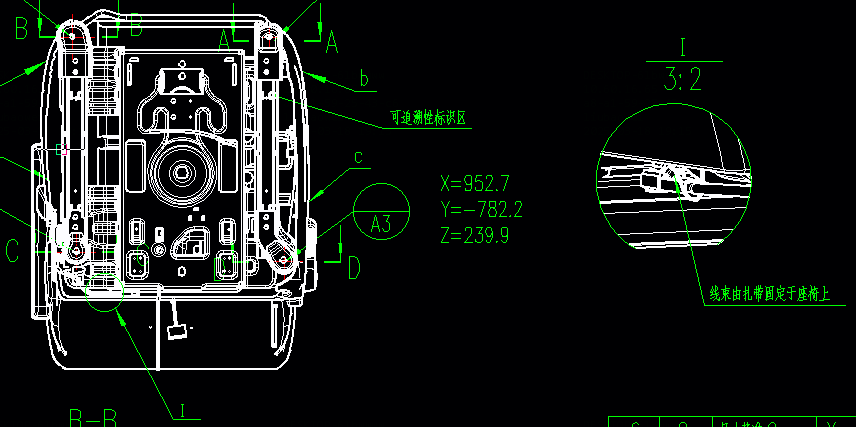 B
B
A
A
I
3:2
b
可追溯性标识区
c
X=952.7
Y=-782.2
Z=239.9
A3
C
D
线束由扎带固定于座椅上
I
B-B